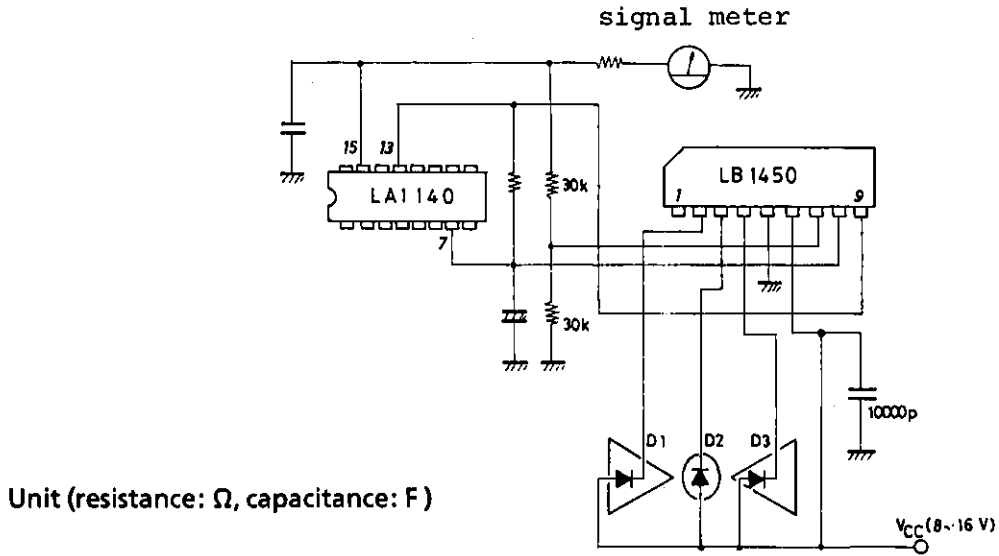 signal meter
15 13
LA1140
7
30k
30k
LB1450
1 9
10000p
D1 D2 D3
Unit (resistance: Ω, capacitance: F)
VCC (8~16 V)